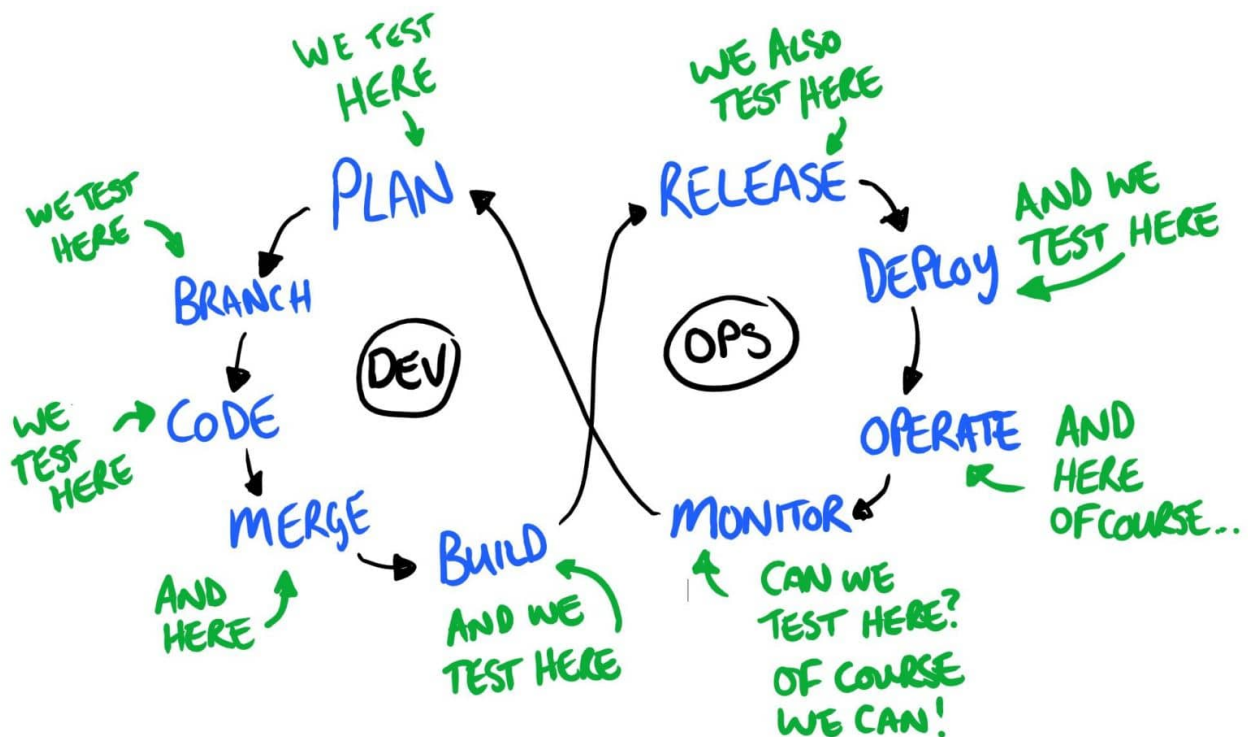 WE TEST
HERE
PLAN
WE TEST
HERE
BRANCH
DEV
WE
TEST
HERE
CODE
MERGE
AND
HERE
BUILD
AND WE
TEST HERE
WE ALSO
TEST HERE
RELEASE
AND WE
TEST HERE
DEPLOY
OPS
OPERATE
AND
HERE
OFCOURSE...
MONITOR
CAN WE
TEST HERE?
OF COURSE
WE CAN!